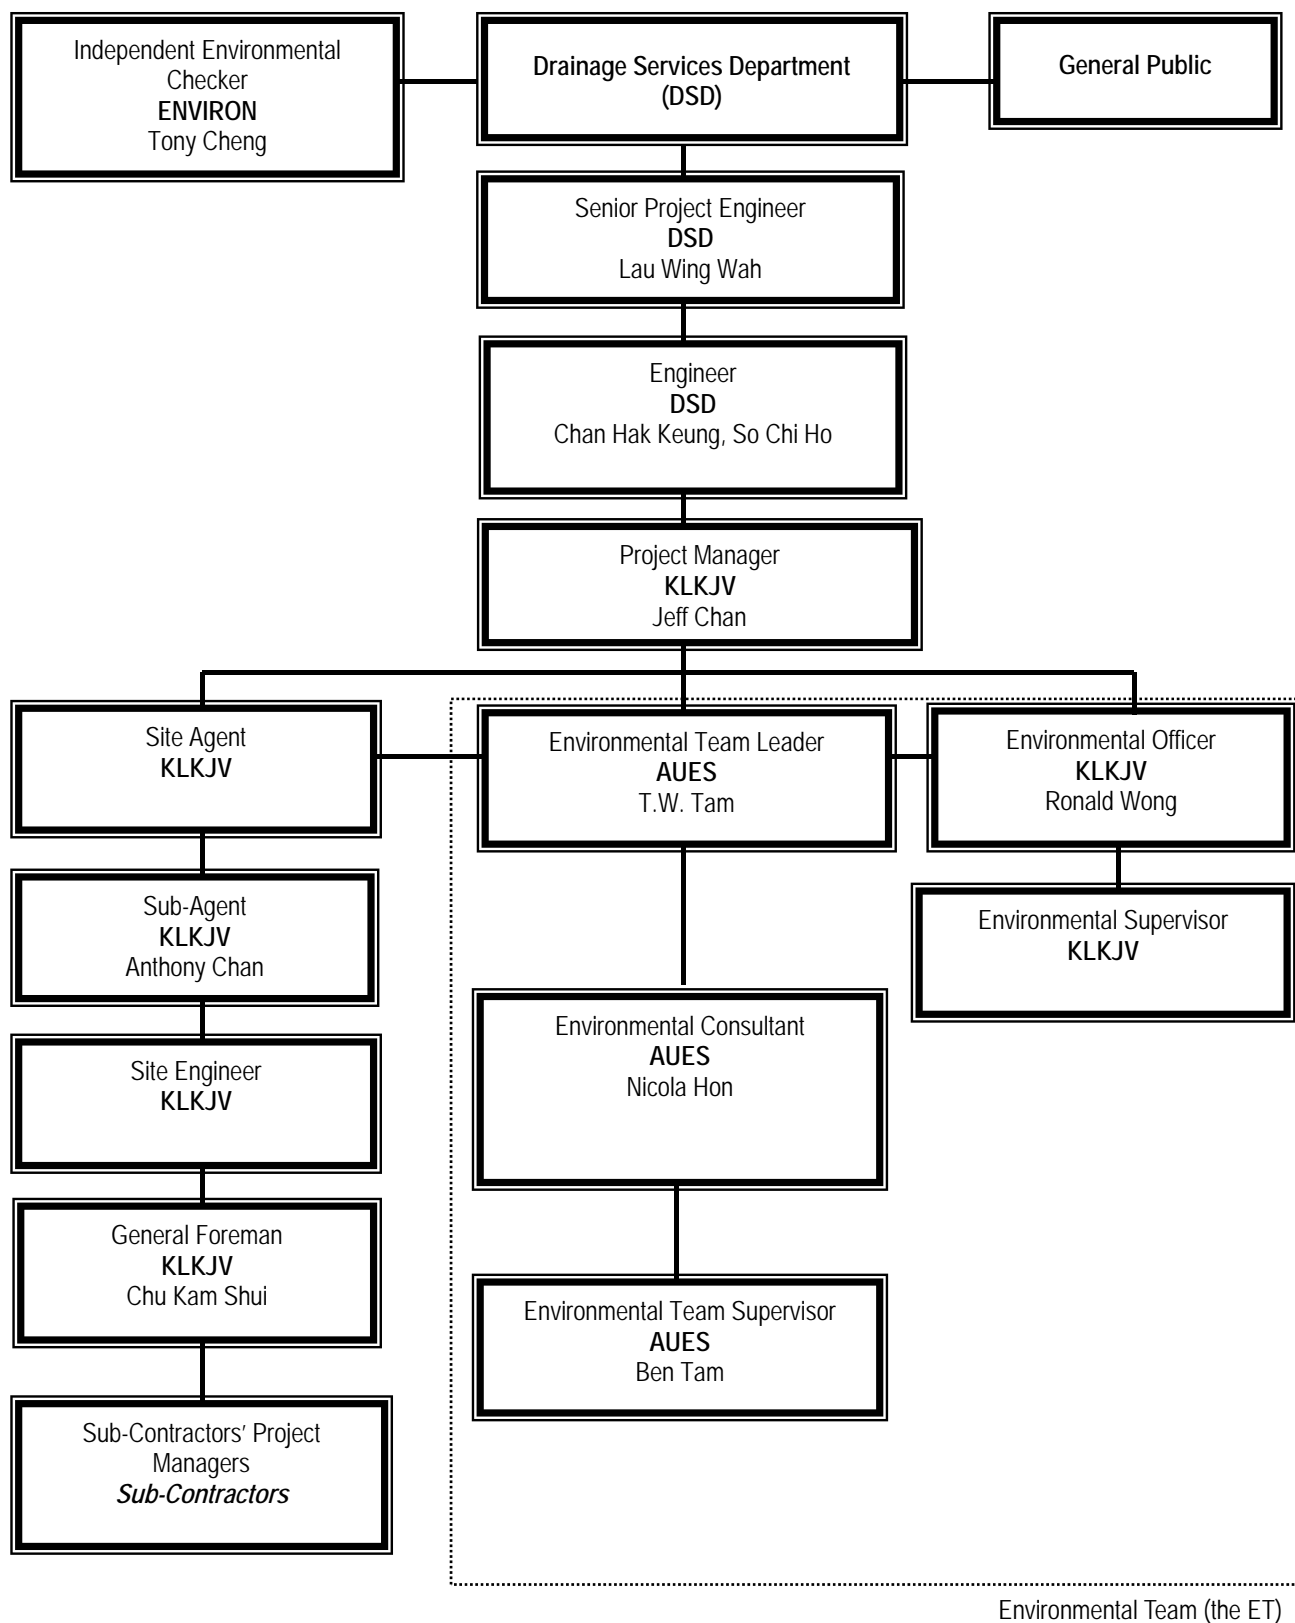 Independent Environmental
Checker
ENVIRON
Tony Cheng
Drainage Services Department
(DSD)
General Public
Senior Project Engineer
DSD
Lau Wing Wah
Engineer
DSD
Chan Hak Keung, So Chi Ho
Project Manager
KLKJV
Jeff Chan
Site Agent
KLKJV
Environmental Team Leader
AUES
T.W. Tam
Environmental Officer
KLKJV
Ronald Wong
Sub-Agent
KLKJV
Anthony Chan
Environmental Supervisor
KLKJV
Site Engineer
KLKJV
Environmental Consultant
AUES
Nicola Hon
General Foreman
KLKJV
Chu Kam Shui
Environmental Team Supervisor
AUES
Ben Tam
Sub-Contractors’ Project
Managers
Sub-Contractors
Environmental Team (the ET)